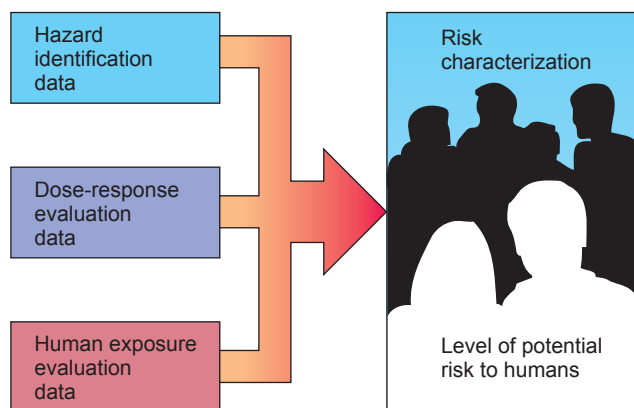 Hazard
identification
data
Dose-response
evaluation
data
Human exposure
evaluation
data
Risk
characterization
Level of potential
risk to humans